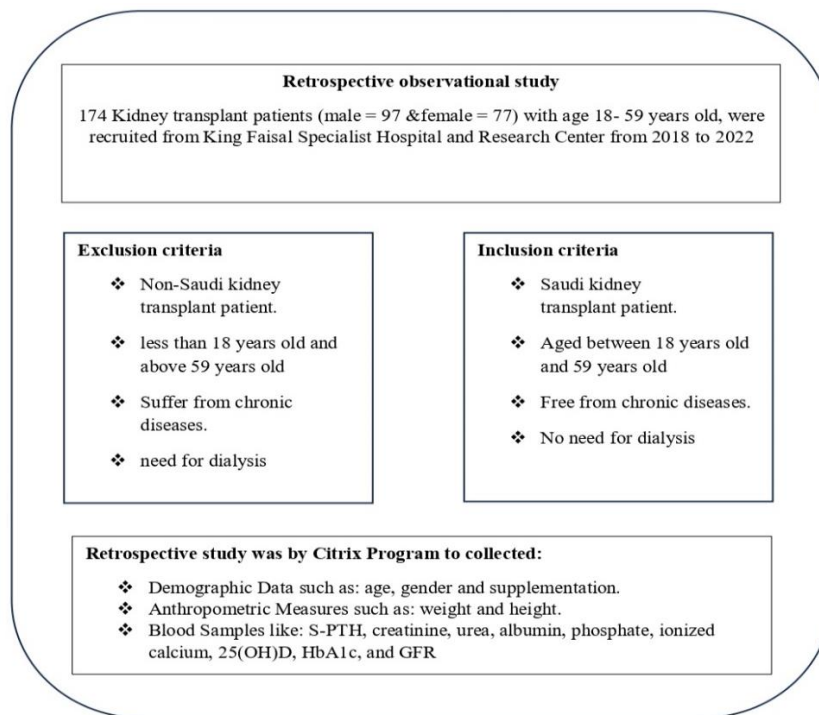 Retrospective observational study
174 Kidney transplant patients (male = 97 &female = 77) with age 18- 59 years old, were
recruited from King Faisal Specialist Hospital and Research Center from 2018 to 2022
Exclusion criteria
❖ Non-Saudi kidney
transplant patient.
❖ less than 18 years old and
above 59 years old
❖ Suffer from chronic
diseases.
❖ need for dialysis
Inclusion criteria
❖ Saudi kidney
transplant patient.
❖ Aged between 18 years old
and 59 years old
❖ Free from chronic diseases.
❖ No need for dialysis
Retrospective study was by Citrix Program to collected:
❖ Demographic Data such as: age, gender and supplementation.
❖ Anthropometric Measures such as: weight and height.
❖ Blood Samples like: S-PTH, creatinine, urea, albumin, phosphate, ionized
calcium, 25(OH)D, HbA1c, and GFR